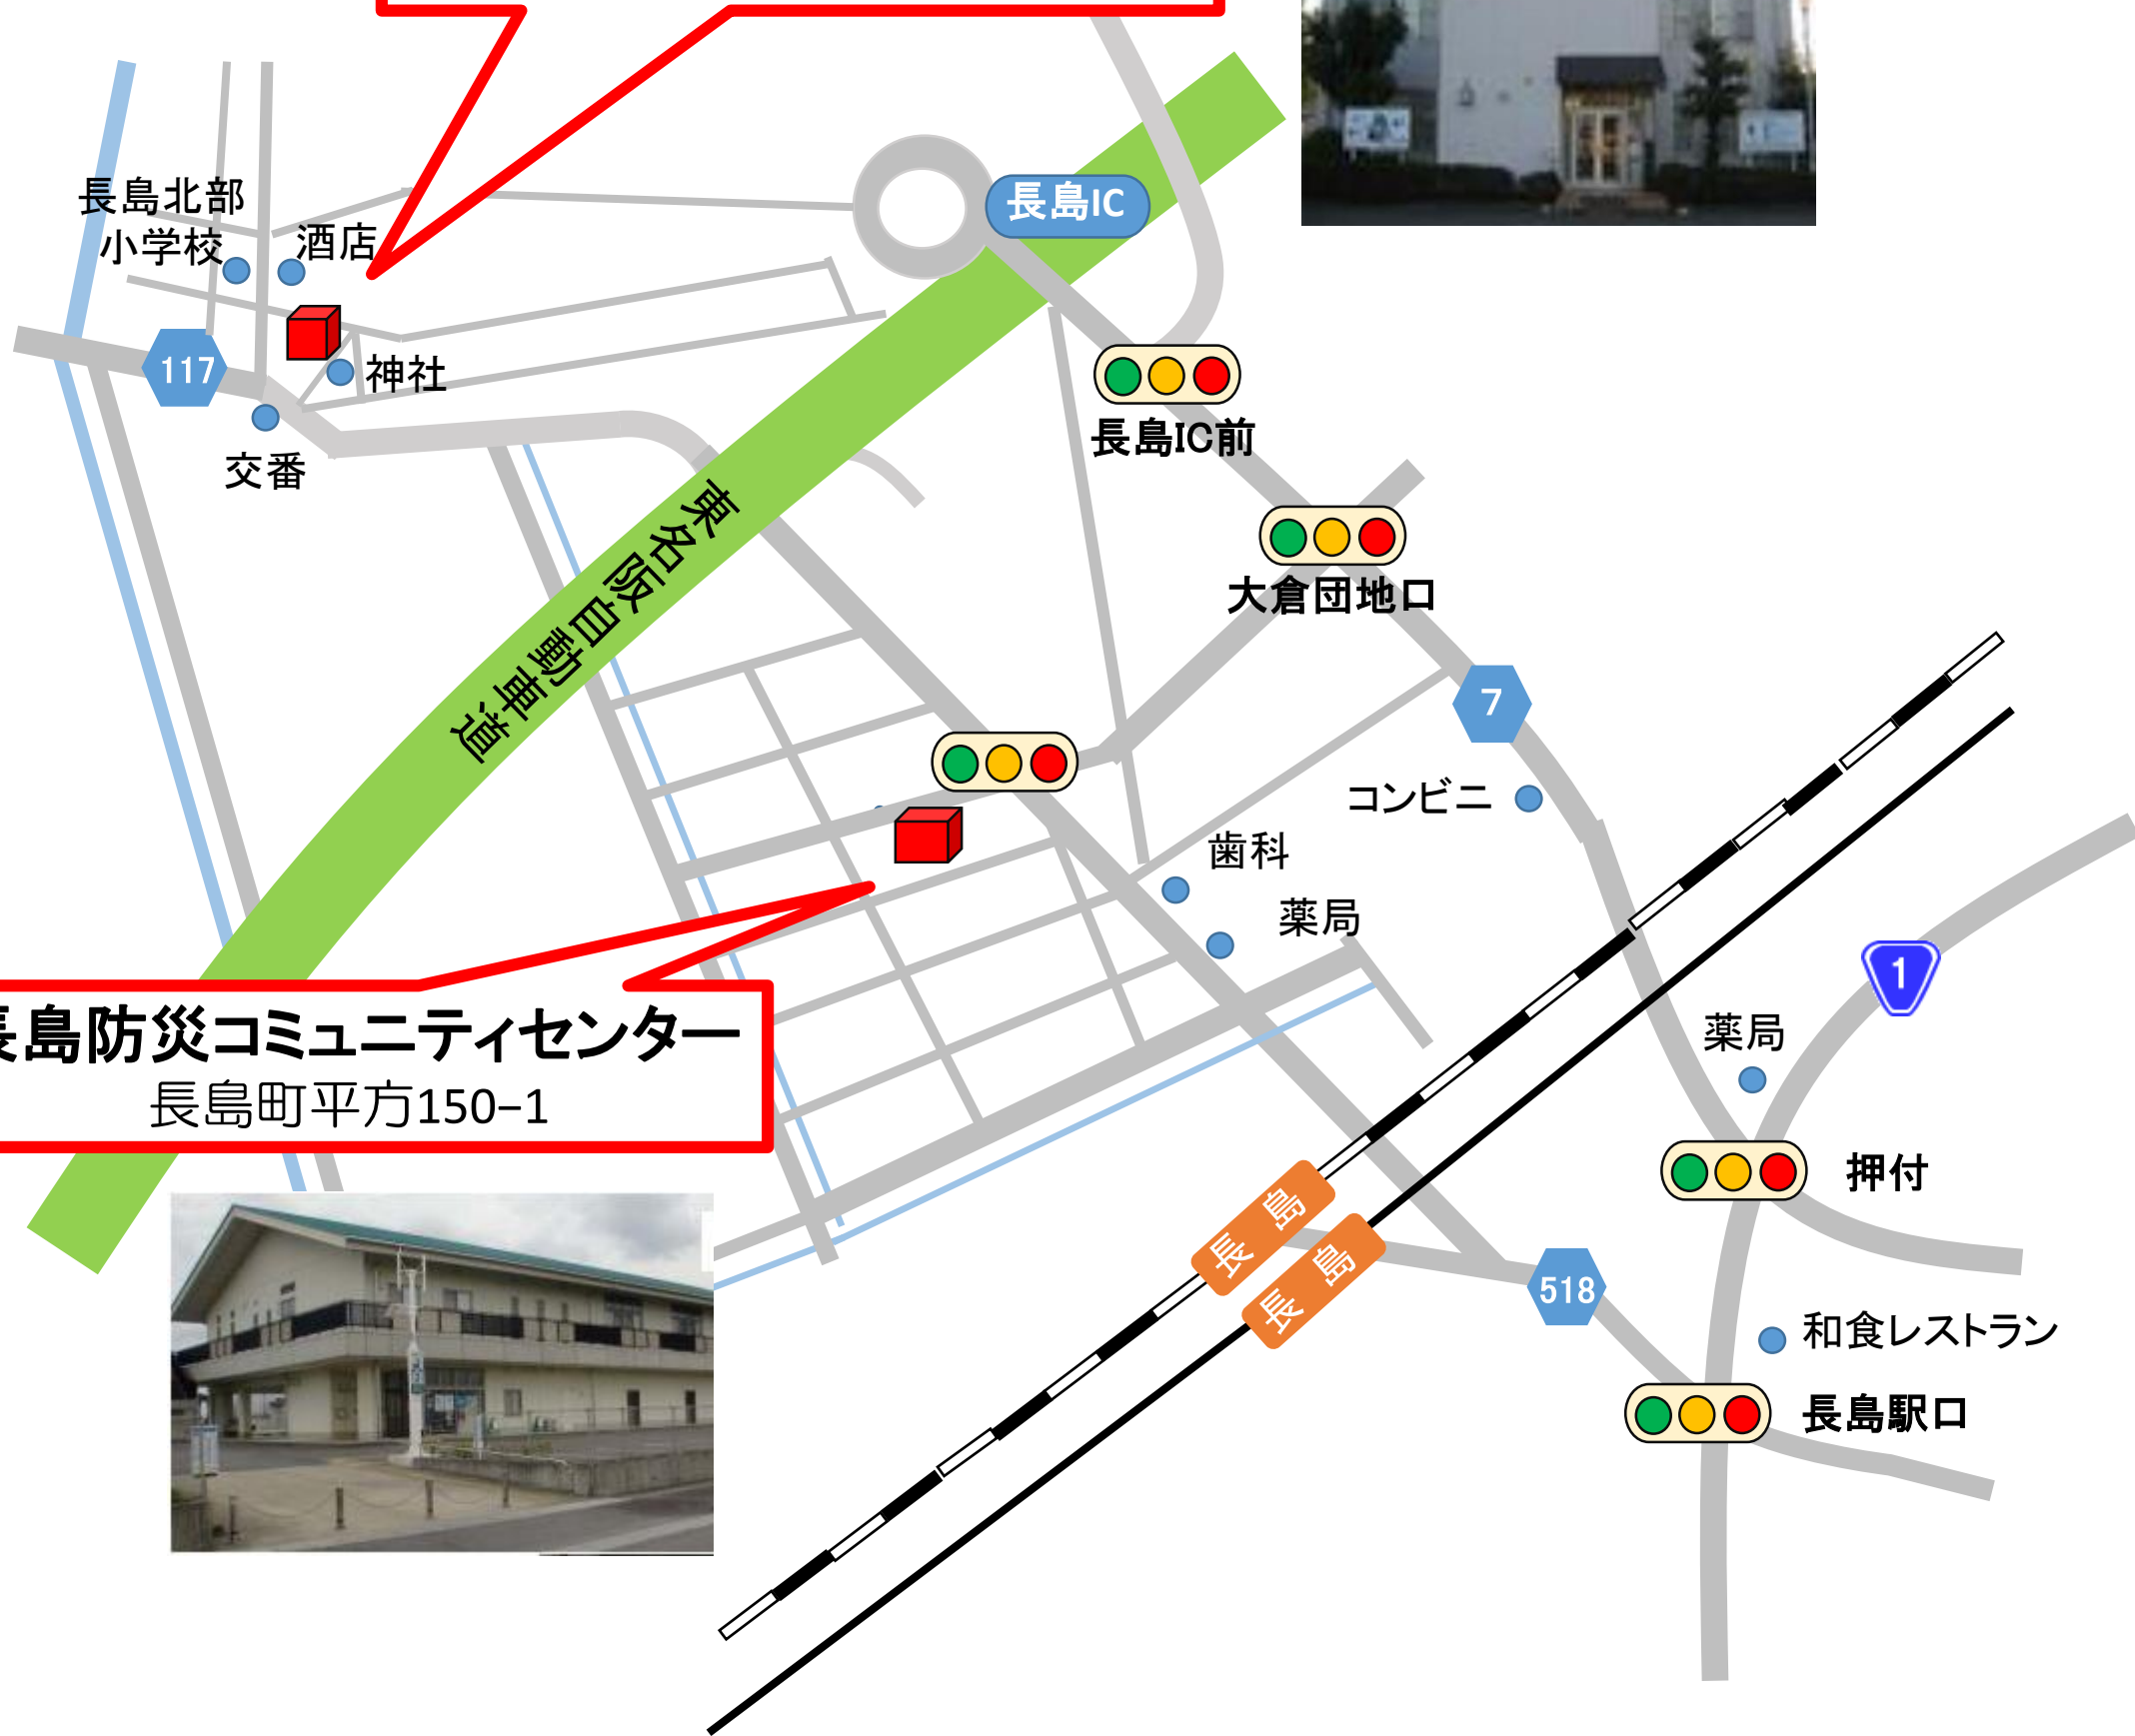 長島IC
長島北部
小学校
酒店
117
神社
交番
長島IC前
東名阪自動車道
大倉団地口
7
コンビニ
歯科
薬局
1
長島防災コミュニティセンター
長島町平方150−1
薬局
押付
長島
長島
518
和食レストラン
長島駅口